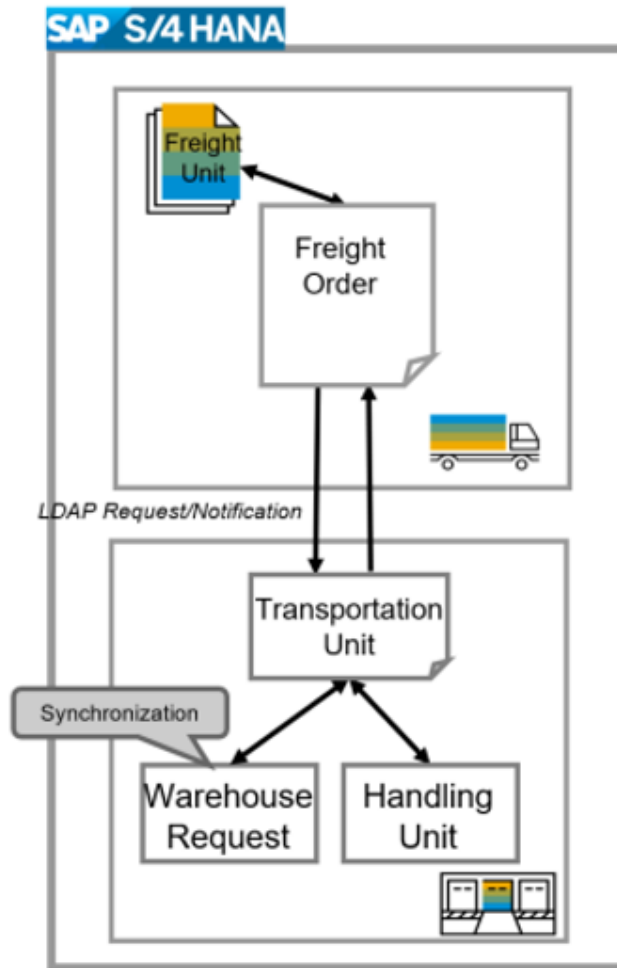 SAP S/4 HANA
Freight
Unit
Freight
Order
LDAP Request/Notification
Transportation
Unit
Synchronization
Warehouse
Request
Handling
Unit